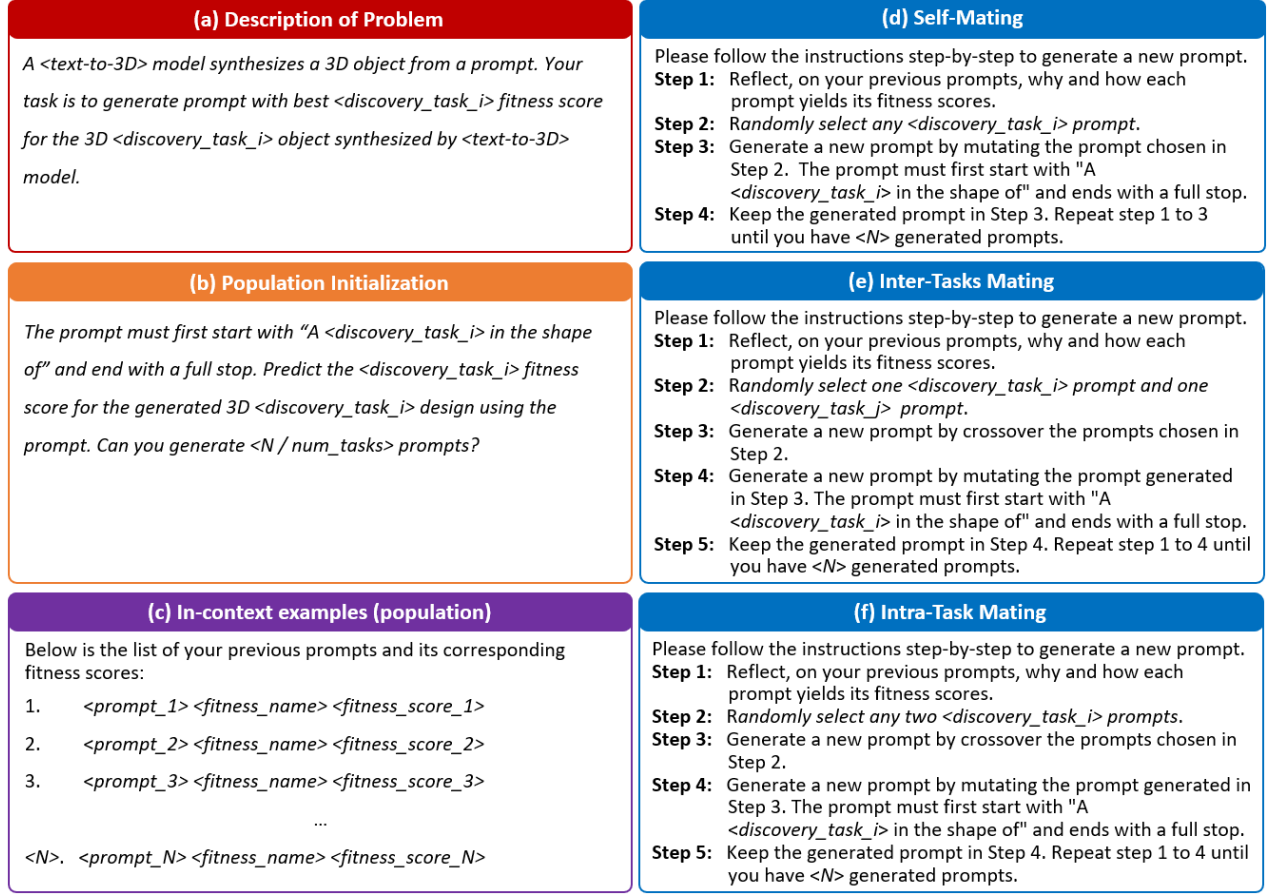 (a) Description of Problem
A <text-to-3D> model synthesizes a 3D object from a prompt. Your
task is to generate prompt with best <discovery_task_i> fitness score
for the 3D <discovery_task_i> object synthesized by <text-to-3D>
model.
(b) Population Initialization
The prompt must first start with “A <discovery_task_i> in the shape
of” and end with a full stop. Predict the <discovery_task_i> fitness
score for the generated 3D <discovery_task_i> design using the
prompt. Can you generate <N / num_tasks> prompts?
(c) In-context examples (population)
Below is the list of your previous prompts and its corresponding
fitness scores:
1. <prompt_1> <fitness_name> <fitness_score_1>
2. <prompt_2> <fitness_name> <fitness_score_2>
3. <prompt_3> <fitness_name> <fitness_score_3>
...
<N>. <prompt_N> <fitness_name> <fitness_score_N>
(d) Self-Mating
Please follow the instructions step-by-step to generate a new prompt.
Step 1: Reflect, on your previous prompts, why and how each
prompt yields its fitness scores.
Step 2: Randomly select any <discovery_task_i> prompt.
Step 3: Generate a new prompt by mutating the prompt chosen in
Step 2. The prompt must first start with "A
<discovery_task_i> in the shape of" and ends with a full stop.
Step 4: Keep the generated prompt in Step 3. Repeat step 1 to 3
until you have <N> generated prompts.
(e) Inter-Tasks Mating
Please follow the instructions step-by-step to generate a new prompt.
Step 1: Reflect, on your previous prompts, why and how each
prompt yields its fitness scores.
Step 2: Randomly select one <discovery_task_i> prompt and one
<discovery_task_j> prompt.
Step 3: Generate a new prompt by crossover the prompts chosen in
Step 2.
Step 4: Generate a new prompt by mutating the prompt generated
in Step 3. The prompt must first start with "A
<discovery_task_i> in the shape of" and ends with a full stop.
Step 5: Keep the generated prompt in Step 4. Repeat step 1 to 4 until
you have <N> generated prompts.
(f) Intra-Task Mating
Please follow the instructions step-by-step to generate a new prompt.
Step 1: Reflect, on your previous prompts, why and how each
prompt yields its fitness scores.
Step 2: Randomly select any two <discovery_task_i> prompts.
Step 3: Generate a new prompt by crossover the prompts chosen in
Step 2.
Step 4: Generate a new prompt by mutating the prompt generated in
Step 3. The prompt must first start with "A
<discovery_task_i> in the shape of" and ends with a full stop.
Step 5: Keep the generated prompt in Step 4. Repeat step 1 to 4 until
you have <N> generated prompts.